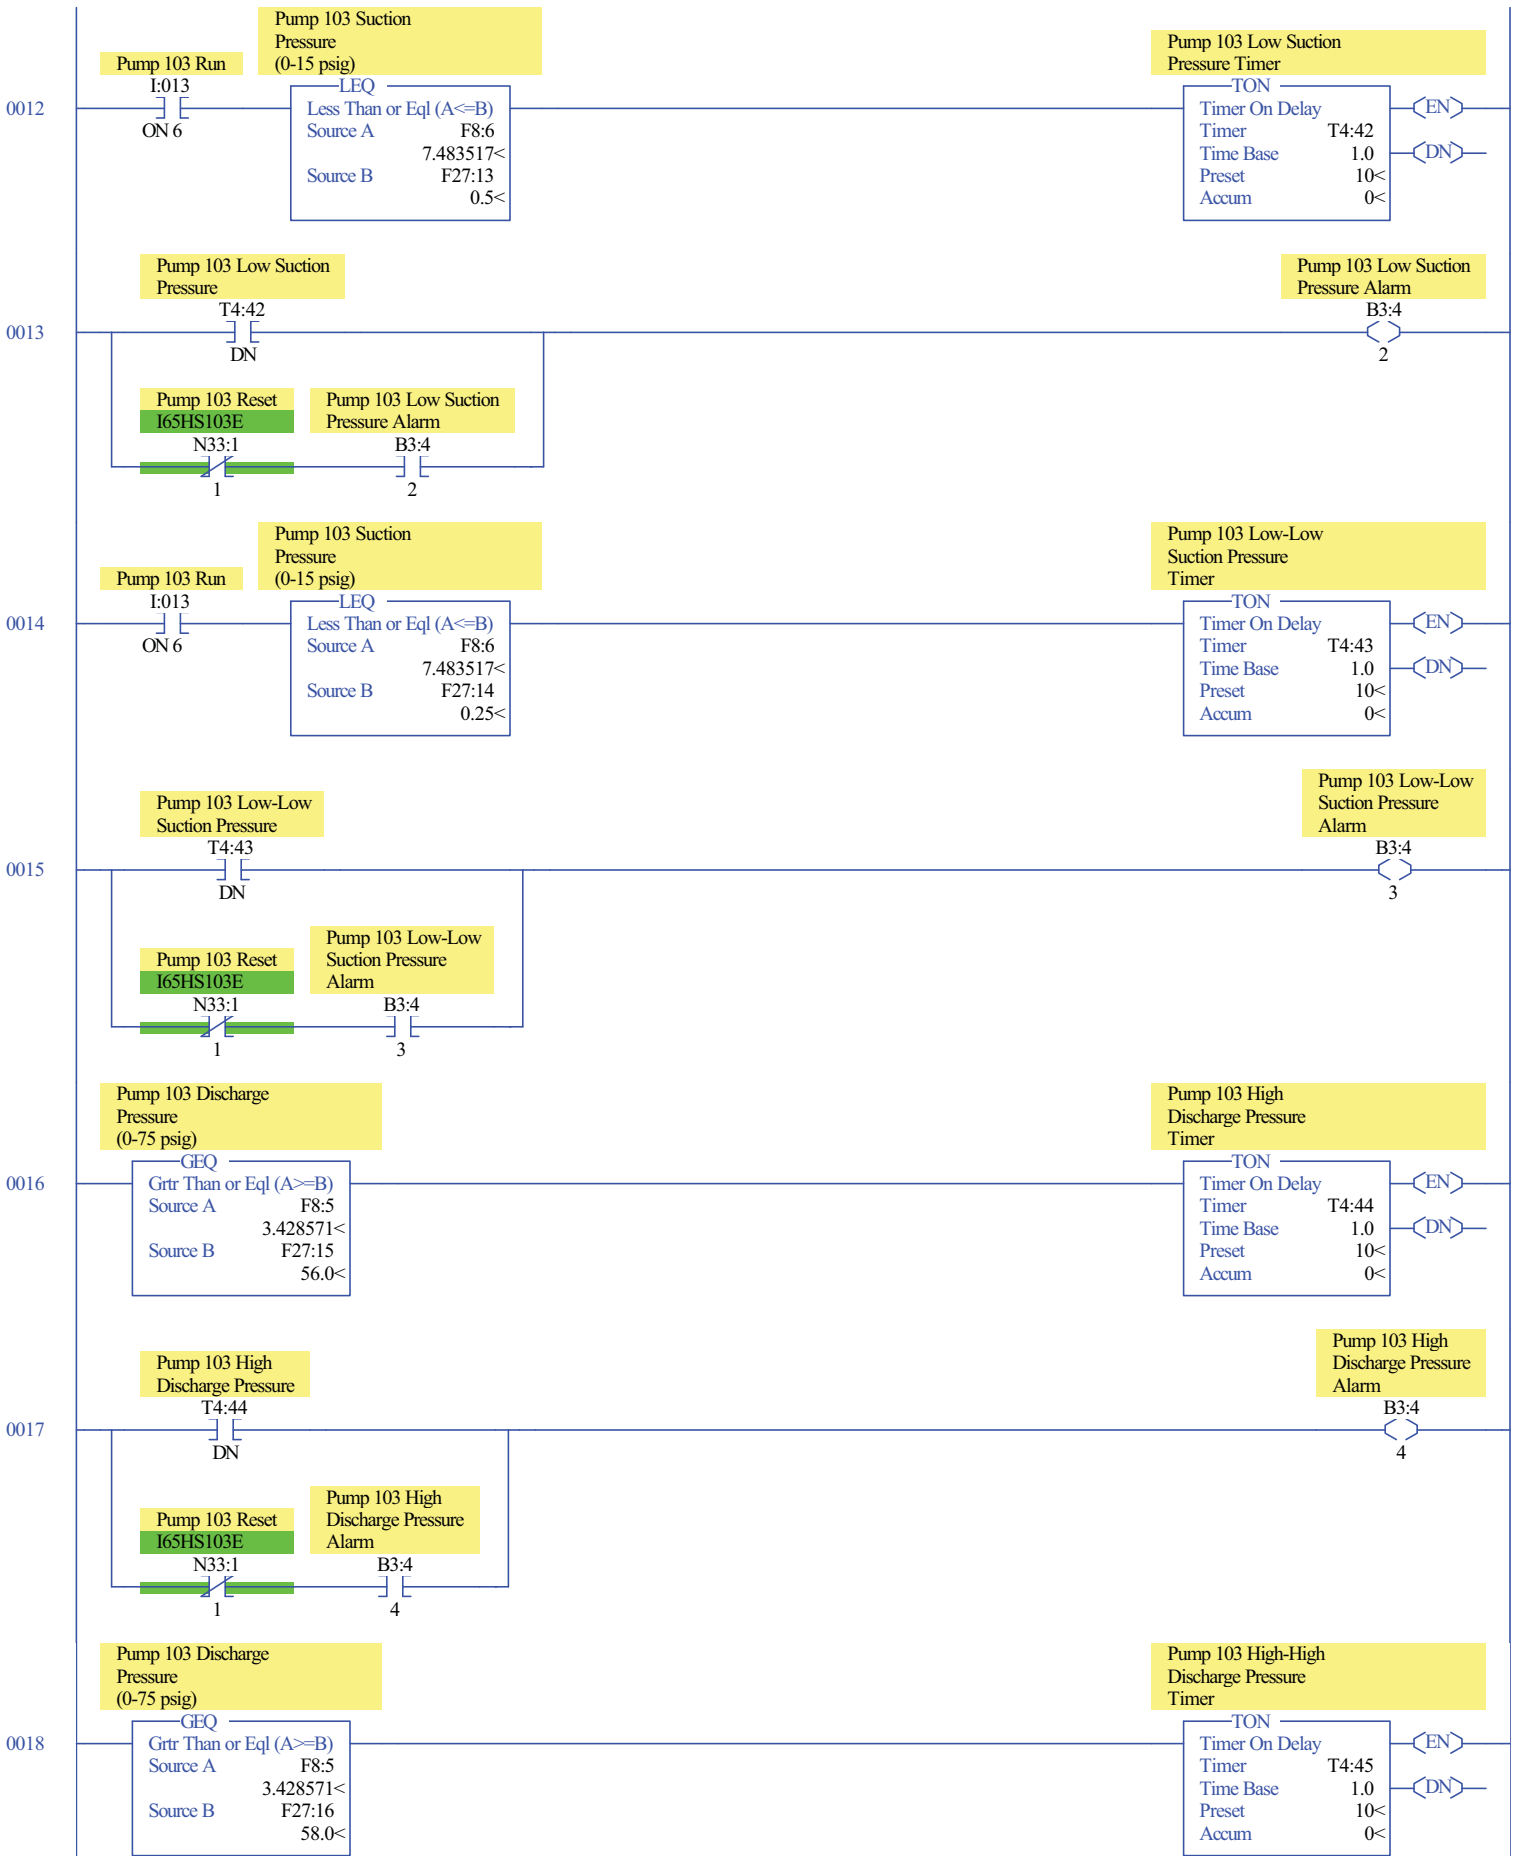 Pump 103 Suction
Pressure
(0-15 psig)
Pump 103 Low Suction
Pressure Timer
Pump 103 Run
I:013
ON 6
0012
LEQ
Less Than or Eql (A<=B)
Source A F8:6
7.483517<
Source B F27:13
0.5<
TON
Timer On Delay
Timer T4:42
Time Base 1.0
Preset 10<
Accum 0<
EN
DN
Pump 103 Low Suction
Pressure
T4:42
DN
Pump 103 Low Suction
Pressure Alarm
B3:4
2
0013
Pump 103 Reset
I65HS103E
N33:1
1
Pump 103 Low Suction
Pressure Alarm
B3:4
2
Pump 103 Suction
Pressure
(0-15 psig)
Pump 103 Low-Low
Suction Pressure
Timer
Pump 103 Run
I:013
ON 6
0014
LEQ
Less Than or Eql (A<=B)
Source A F8:6
7.483517<
Source B F27:14
0.25<
TON
Timer On Delay
Timer T4:43
Time Base 1.0
Preset 10<
Accum 0<
EN
DN
Pump 103 Low-Low
Suction Pressure
T4:43
DN
Pump 103 Low-Low
Suction Pressure
Alarm
B3:4
3
0015
Pump 103 Reset
I65HS103E
N33:1
1
Pump 103 Low-Low
Suction Pressure
Alarm
B3:4
3
Pump 103 Discharge
Pressure
(0-75 psig)
Pump 103 High
Discharge Pressure
Timer
0016
GEQ
Grtr Than or Eql (A>=B)
Source A F8:5
3.428571<
Source B F27:15
56.0<
TON
Timer On Delay
Timer T4:44
Time Base 1.0
Preset 10<
Accum 0<
EN
DN
Pump 103 High
Discharge Pressure
T4:44
DN
Pump 103 High
Discharge Pressure
Alarm
B3:4
4
0017
Pump 103 Reset
I65HS103E
N33:1
1
Pump 103 High
Discharge Pressure
Alarm
B3:4
4
Pump 103 Discharge
Pressure
(0-75 psig)
Pump 103 High-High
Discharge Pressure
Timer
0018
GEQ
Grtr Than or Eql (A>=B)
Source A F8:5
3.428571<
Source B F27:16
58.0<
TON
Timer On Delay
Timer T4:45
Time Base 1.0
Preset 10<
Accum 0<
EN
DN